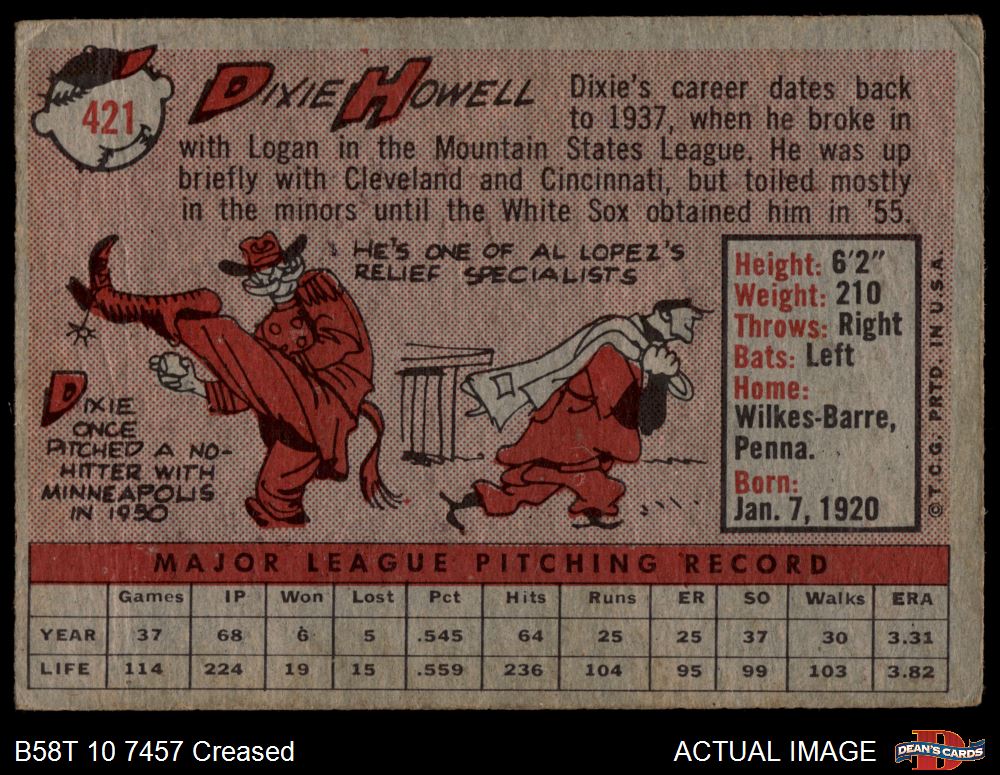 421
DIXIE HOWELL
Dixie's career dates back
to 1937, when he broke in
with Logan in the Mountain States League. He was up
briefly with Cleveland and Cincinnati, but toiled mostly
in the minors until the White Sox obtained him in '55.
HE'S ONE OF AL LOPEZ'S
RELIEF SPECIALISTS
DIXIE
ONCE
PITCHED A NO-
HITTER WITH
MINNEAPOLIS
IN 1950
Height: 6'2"
Weight: 210
Throws: Right
Bats: Left
Home:
Wilkes-Barre,
Penna.
Born:
Jan. 7, 1920
© T.C.G. PRTD. IN U.S.A.
MAJOR LEAGUE PITCHING RECORD
Games IP Won Lost Pct Hits Runs ER SO Walks ERA
YEAR 37 68 6 5 .545 64 25 25 37 30 3.31
LIFE 114 224 19 15 .559 236 104 95 99 103 3.82
B58T 10 7457 Creased
ACTUAL IMAGE
DEAN'S CARDS